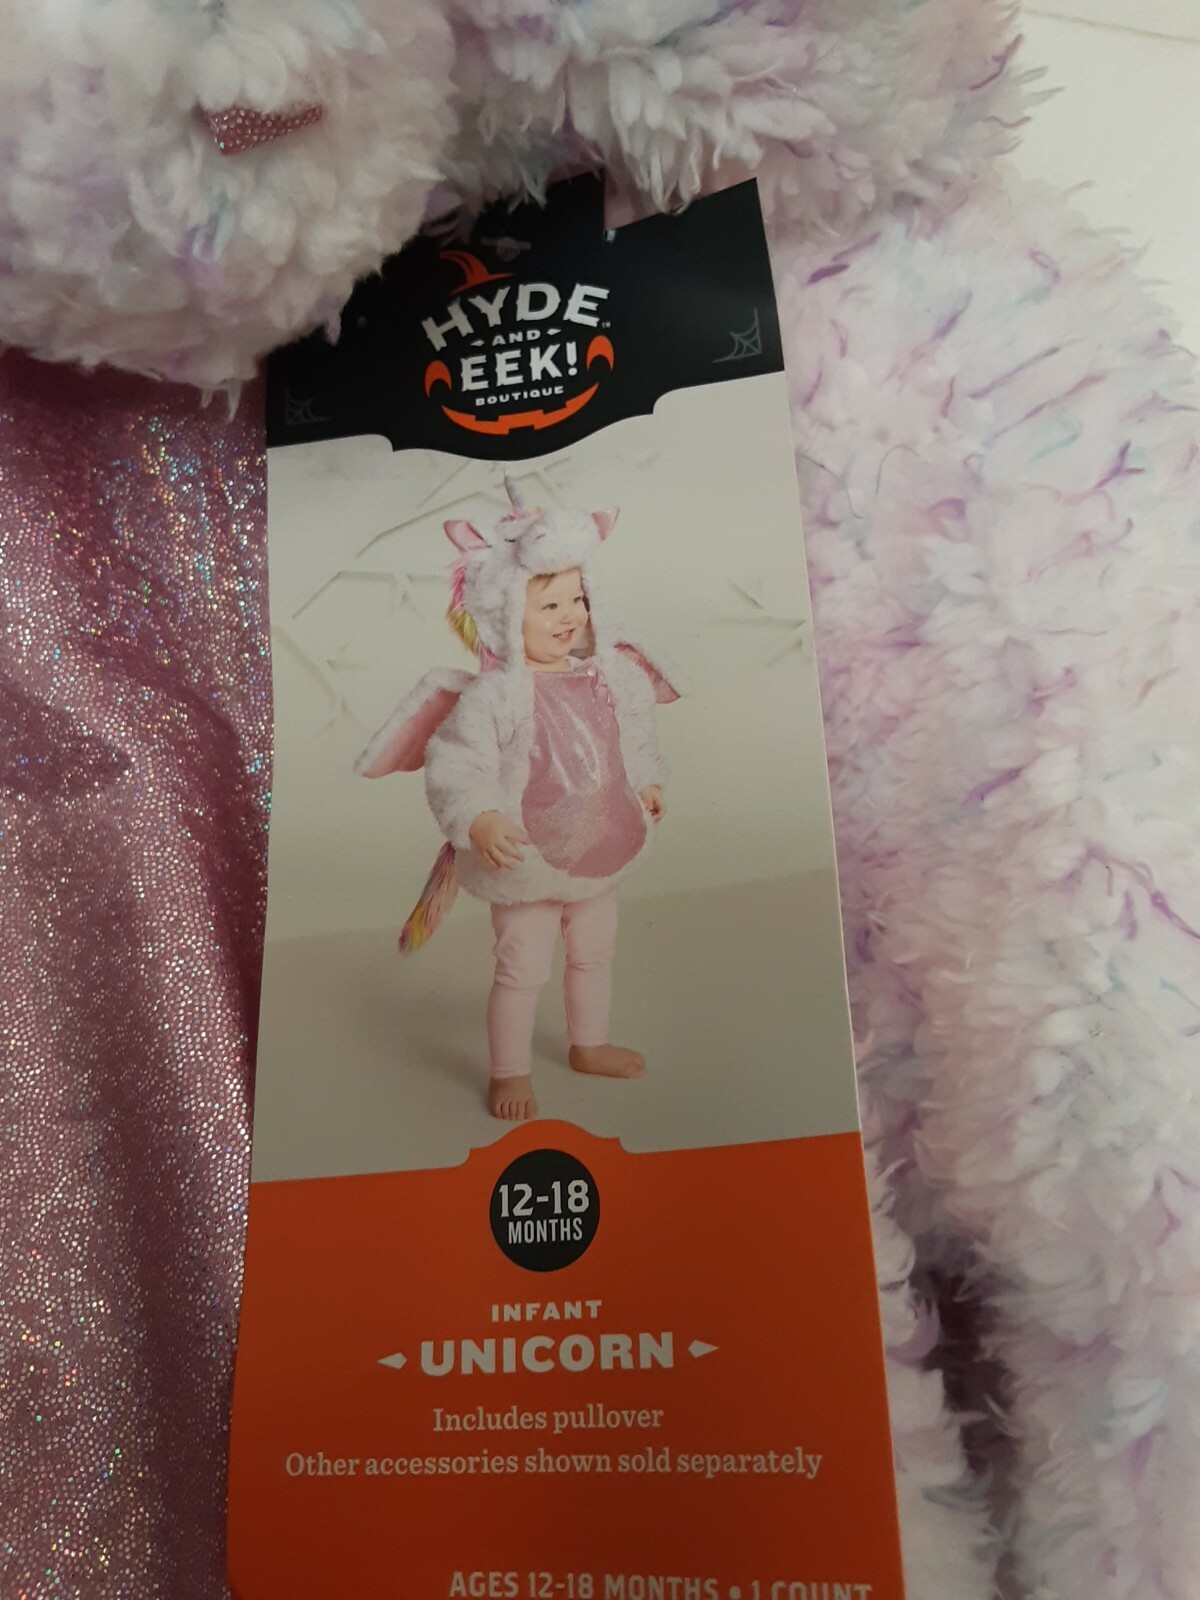 HYDE
AND
EEK!
BOUTIQUE
12-18
MONTHS
INFANT
UNICORN
Includes pullover
Other accessories shown sold separately
AGES 12-18 MONTHS • 1 COUNT